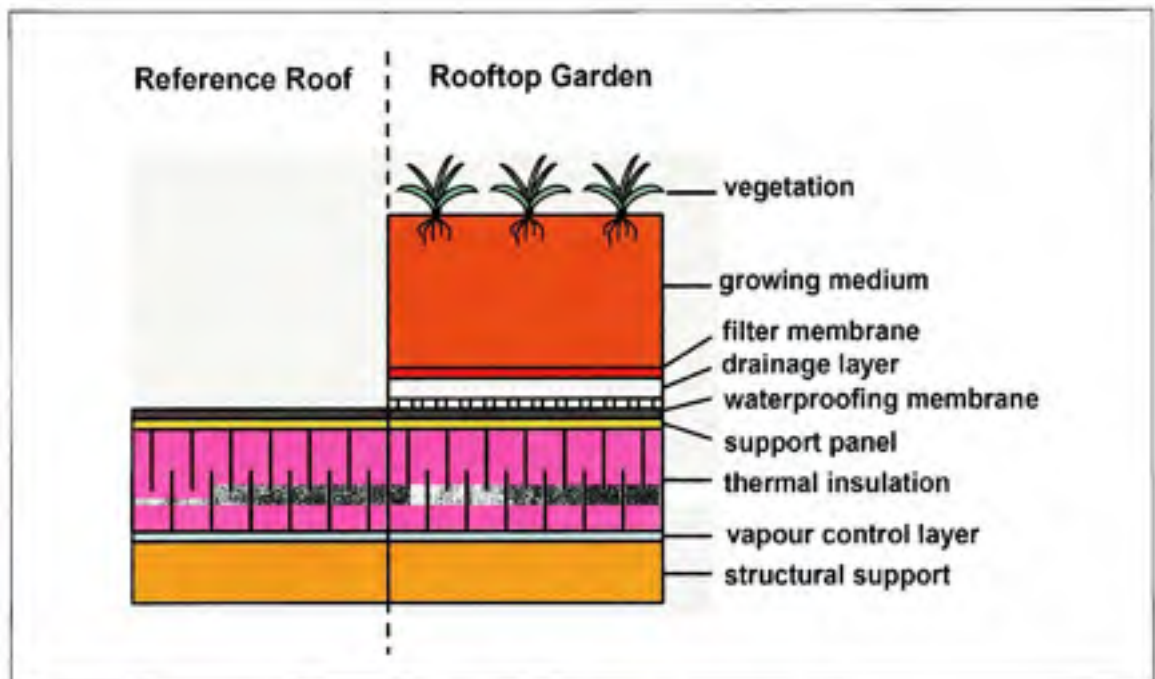 Reference Roof
Rooftop Garden
vegetation
growing medium
filter membrane
drainage layer
waterproofing membrane
support panel
thermal insulation
vapour control layer
structural support